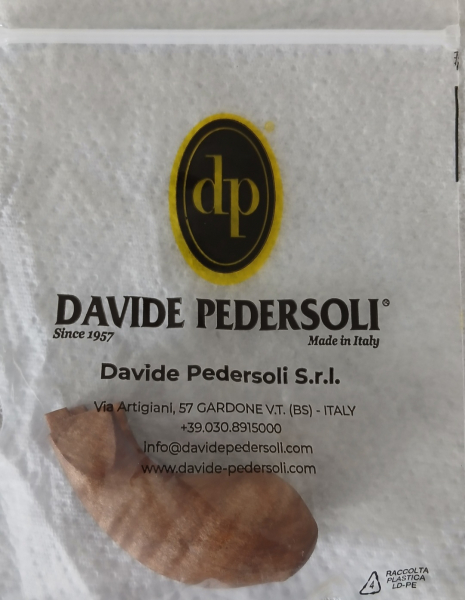 dp
DAVIDE PEDERSOLI®
Since 1957
Made in Italy
Davide Pedersoli S.r.l.
Via Artigiani, 57 GARDONE V.T. (BS) - ITALY
+39.030.8915000
info@davidepedersoli.com
www.davide-pedersoli.com
4
RACCOLTA
PLASTICA
LD-PE